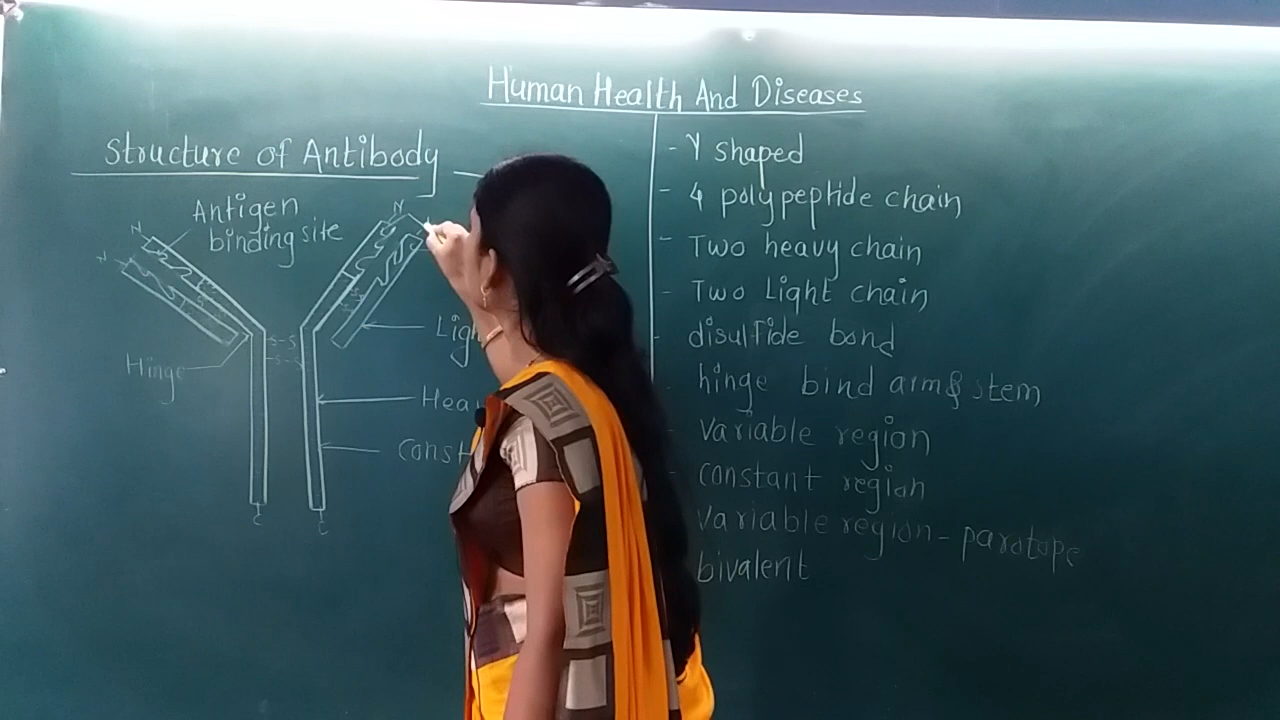 Human Health And Diseases
Structure of Antibody
Antigen
binding site
N
N
N
S-S
S-S
Hinge
C
C
- Y shaped
- 4 polypeptide chain
- Two heavy chain
- Two Light chain
- disulfide bond
- hinge bind arm & stem
- Variable region
- constant region
Variable region - paratope
bivalent